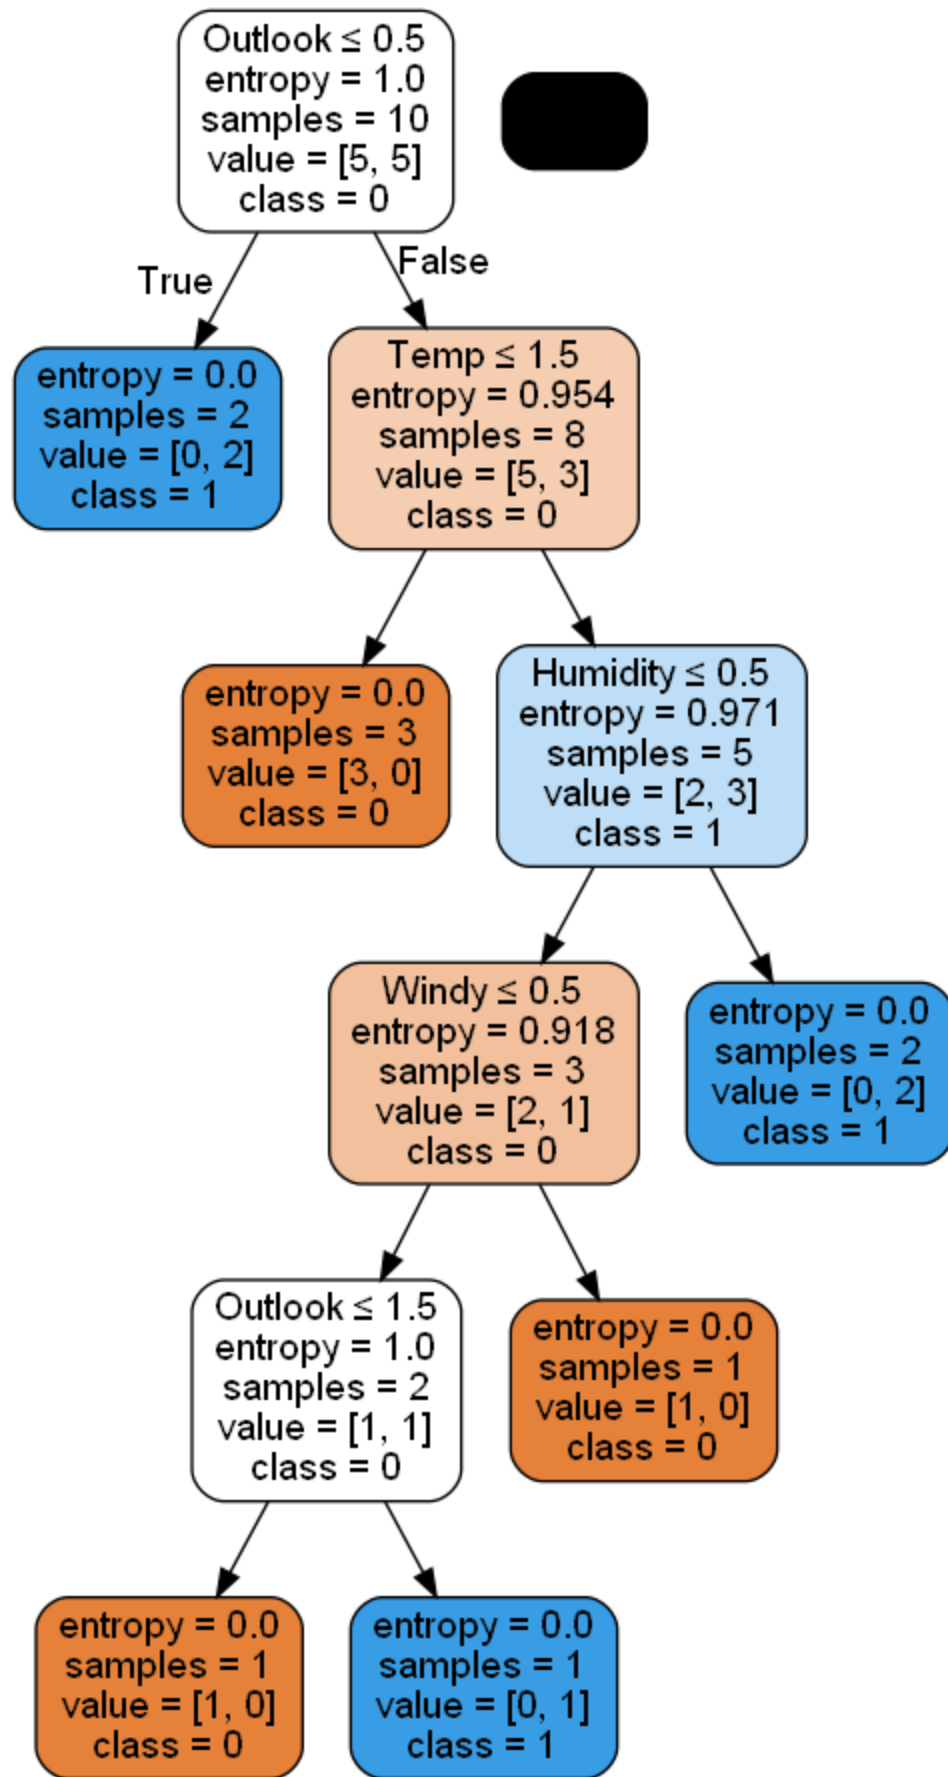 Outlook ≤ 0.5
entropy = 1.0
samples = 10
value = [5, 5]
class = 0
True
False
entropy = 0.0
samples = 2
value = [0, 2]
class = 1
Temp ≤ 1.5
entropy = 0.954
samples = 8
value = [5, 3]
class = 0
entropy = 0.0
samples = 3
value = [3, 0]
class = 0
Humidity ≤ 0.5
entropy = 0.971
samples = 5
value = [2, 3]
class = 1
Windy ≤ 0.5
entropy = 0.918
samples = 3
value = [2, 1]
class = 0
entropy = 0.0
samples = 2
value = [0, 2]
class = 1
Outlook ≤ 1.5
entropy = 1.0
samples = 2
value = [1, 1]
class = 0
entropy = 0.0
samples = 1
value = [1, 0]
class = 0
entropy = 0.0
samples = 1
value = [1, 0]
class = 0
entropy = 0.0
samples = 1
value = [0, 1]
class = 1